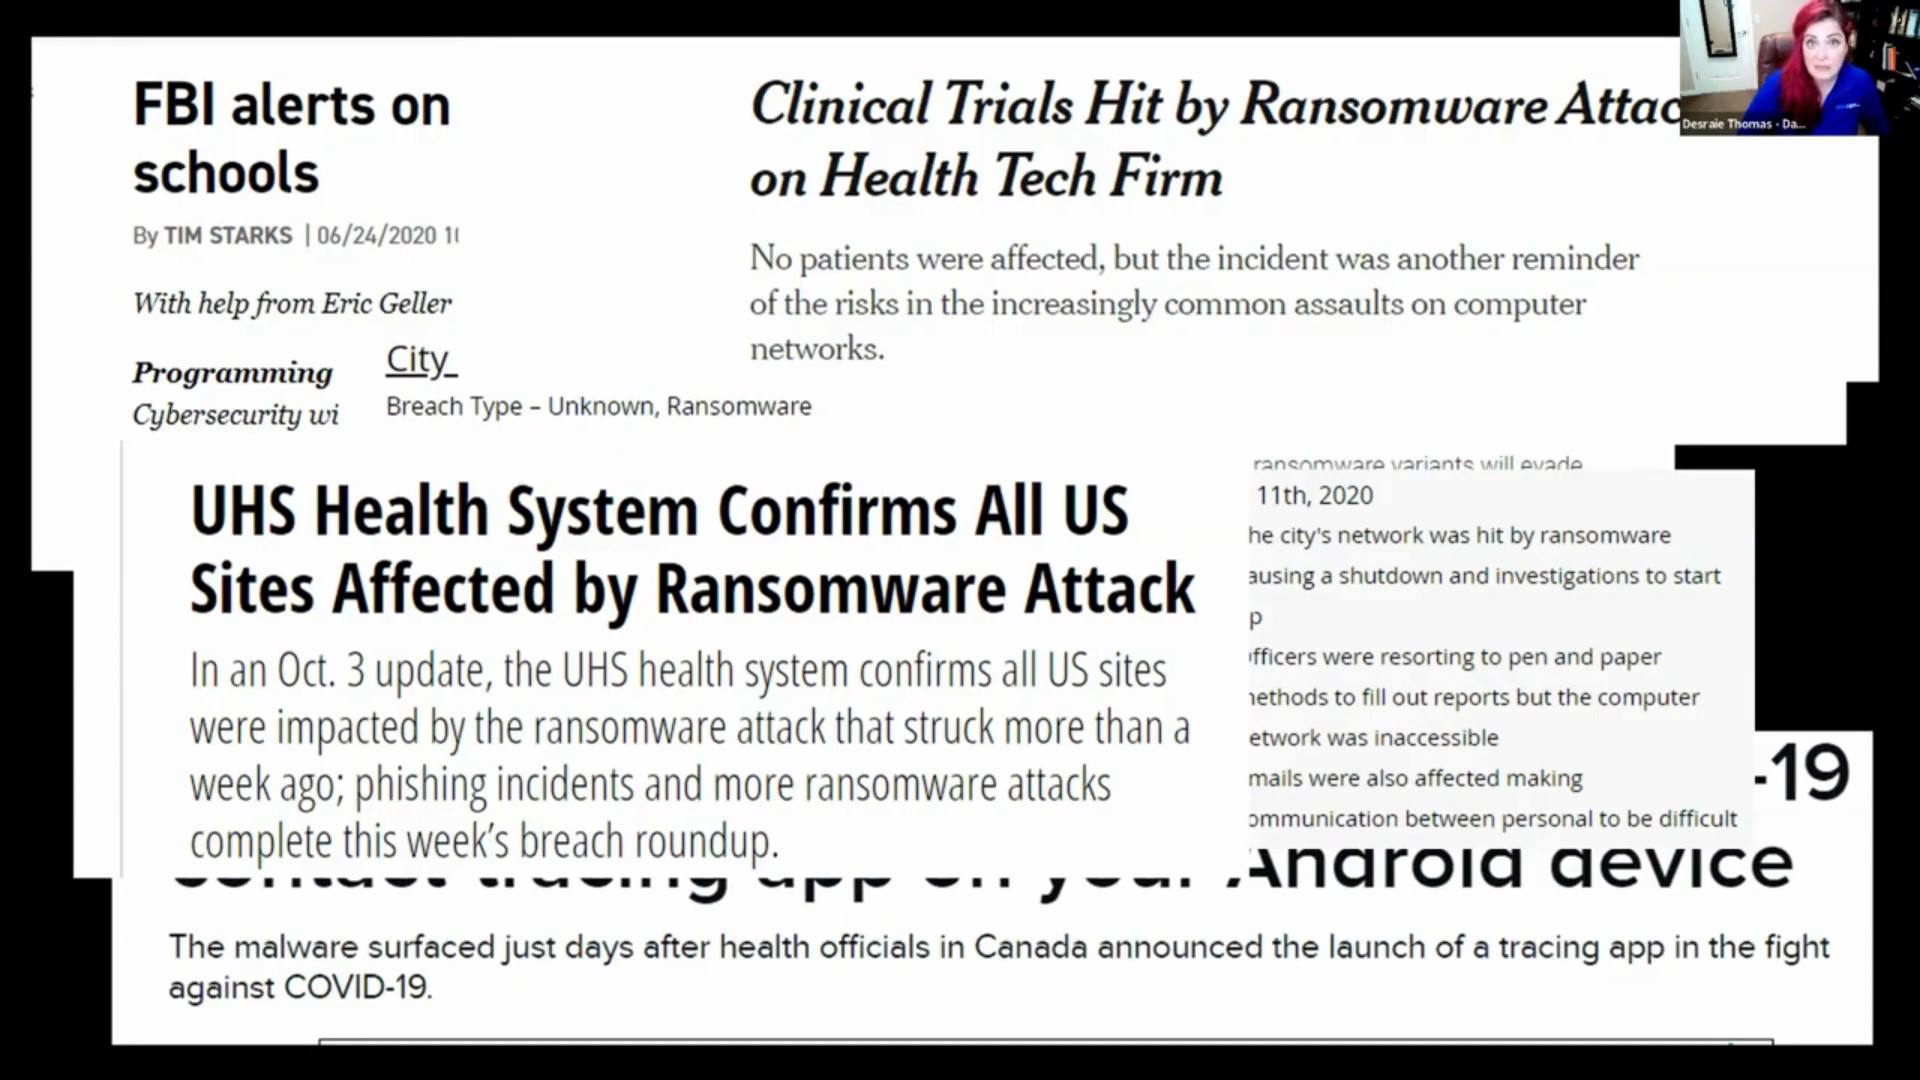 FBI alerts on
schools
By TIM STARKS | 06/24/2020
With help from Eric Geller
Programming
Cybersecurity wi
City
Breach Type – Unknown, Ransomware
Clinical Trials Hit by Ransomware Attac
on Health Tech Firm
No patients were affected, but the incident was another reminder
of the risks in the increasingly common assaults on computer
networks.
Desraie Thomas - Da...
UHS Health System Confirms All US
Sites Affected by Ransomware Attack
In an Oct. 3 update, the UHS health system confirms all US sites
were impacted by the ransomware attack that struck more than a
week ago; phishing incidents and more ransomware attacks
complete this week’s breach roundup.
ransomware variants will evade
11th, 2020
he city's network was hit by ransomware
ausing a shutdown and investigations to start
p
fficers were resorting to pen and paper
ethods to fill out reports but the computer
etwork was inaccessible
mails were also affected making
ommunication between personal to be difficult
-19
contact tracing app on your Android device
The malware surfaced just days after health officials in Canada announced the launch of a tracing app in the fight
against COVID-19.